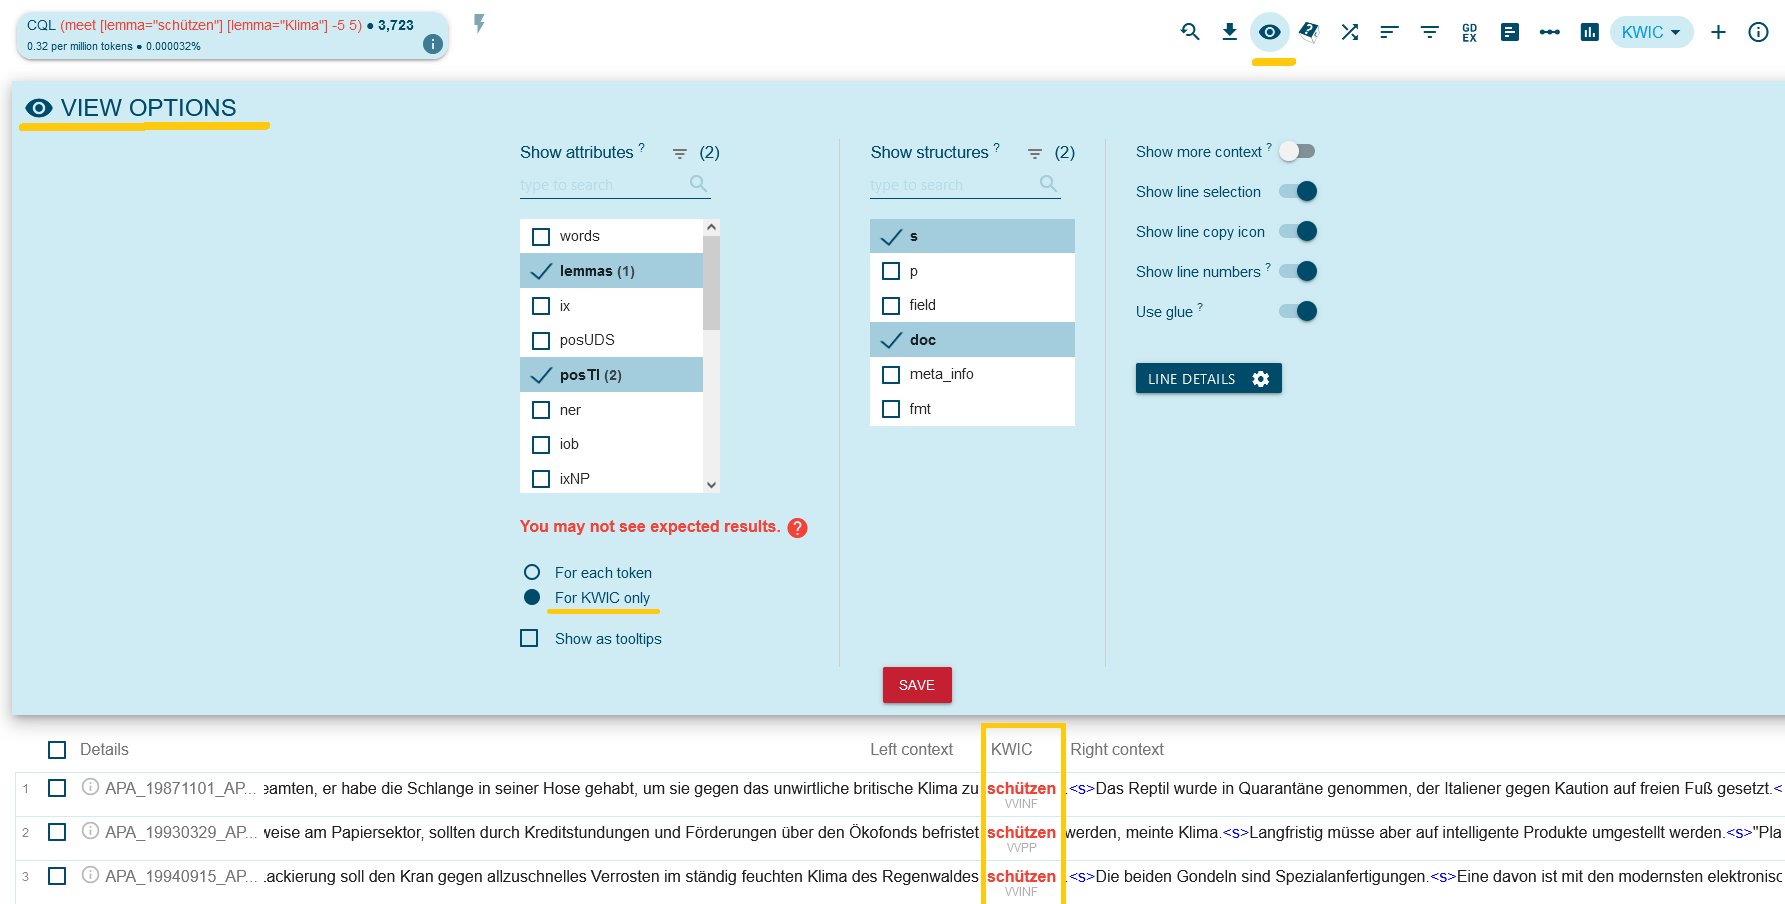 CQL (meet [lemma="schützen"] [lemma="Klima"] -5 5) ● 3,723
0.32 per million tokens ● 0.000032%
i
GD
EX
KWIC
VIEW OPTIONS
Show attributes ? (2)
type to search
words
lemmas (1)
ix
posUDS
posTT (2)
ner
iob
ixNP
You may not see expected results. ?
For each token
For KWIC only
Show as tooltips
Show structures ? (2)
type to search
s
p
field
doc
meta_info
fmt
Show more context ?
Show line selection
Show line copy icon
Show line numbers ?
Use glue ?
LINE DETAILS
SAVE
Details Left context KWIC Right context
1 APA_19871101_AP... eamten, er habe die Schlange in seiner Hose gehabt, um sie gegen das unwirtliche britische Klima zu schützen .<s>Das Reptil wurde in Quarantäne genommen, der Italiener gegen Kaution auf freien Fuß gesetzt.<
VVINF
2 APA_19930329_AP... weise am Papiersektor, sollten durch Kreditstundungen und Förderungen über den Ökofonds befristet schützen werden, meinte Klima.<s>Langfristig müsse aber auf intelligente Produkte umgestellt werden.<s>"Pla
VVPP
3 APA_19940915_AP... Lackierung soll den Kran gegen allzuschnelles Verrosten im ständig feuchten Klima des Regenwaldes schützen .<s>Die beiden Gondeln sind Spezialanfertigungen.<s>Eine davon ist mit den modernsten elektronisc
VVINF